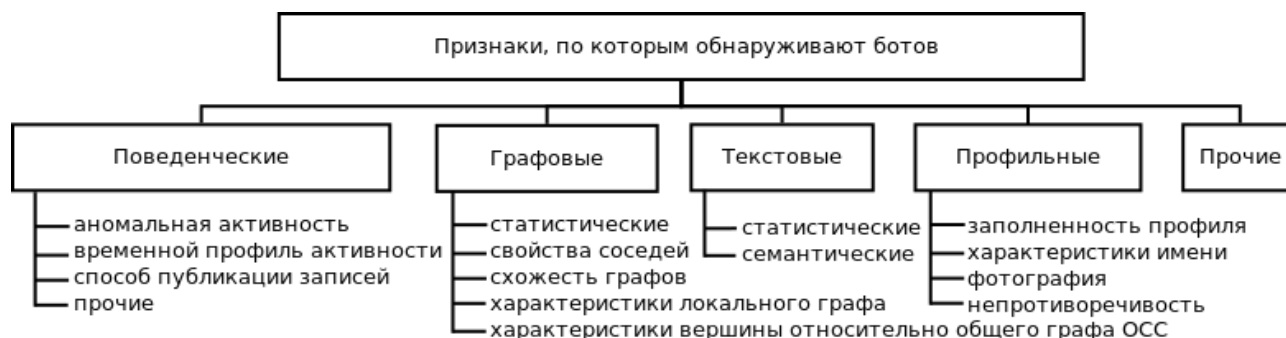 Признаки, по которым обнаруживают ботов
Поведенческие
аномальная активность
временной профиль активности
способ публикации записей
прочие
Графовые
статистические
свойства соседей
схожесть графов
характеристики локального графа
характеристики вершины относительно общего графа ОСС
Текстовые
статистические
семантические
Профильные
заполненность профиля
характеристики имени
фотография
непротиворечивость
Прочие